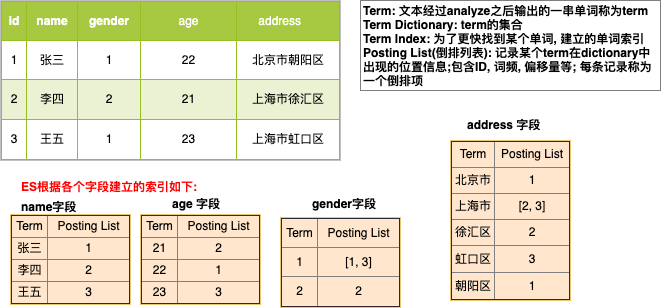 id name gender age address
1 张三 1 22 北京市朝阳区
2 李四 2 21 上海市徐汇区
3 王五 1 23 上海市虹口区
Term: 文本经过analyze之后输出的一串单词称为term
Term Dictionary: term的集合
Term Index: 为了更快找到某个单词, 建立的单词索引
Posting List(倒排列表): 记录某个term在dictionary中
出现的位置信息;包含ID, 词频, 偏移量等; 每条记录称为
一个倒排项
ES根据各个字段建立的索引如下:
name字段
Term Posting List
张三 1
李四 2
王五 3
age 字段
Term Posting List
21 2
22 1
23 3
gender字段
Term Posting List
1 [1, 3]
2 2
address 字段
Term Posting List
北京市 1
上海市 [2, 3]
徐汇区 2
虹口区 3
朝阳区 1